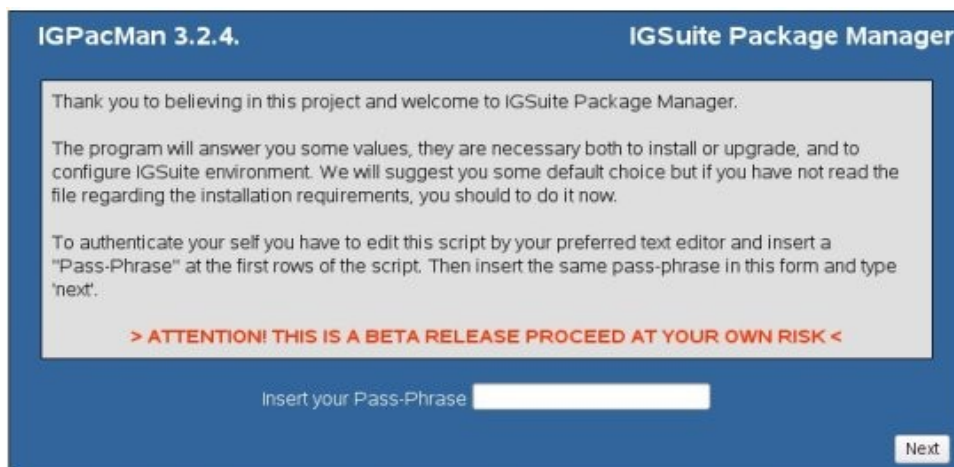 IGPacMan 3.2.4.
IGSuite Package Manager
Thank you to believing in this project and welcome to IGSuite Package Manager.
The program will answer you some values, they are necessary both to install or upgrade, and to
configure IGSuite environment. We will suggest you some default choice but if you have not read the
file regarding the installation requirements, you should to do it now.
To authenticate your self you have to edit this script by your preferred text editor and insert a
"Pass-Phrase" at the first rows of the script. Then insert the same pass-phrase in this form and type
'next'.
> ATTENTION! THIS IS A BETA RELEASE PROCEED AT YOUR OWN RISK <
Insert your Pass-Phrase
Next